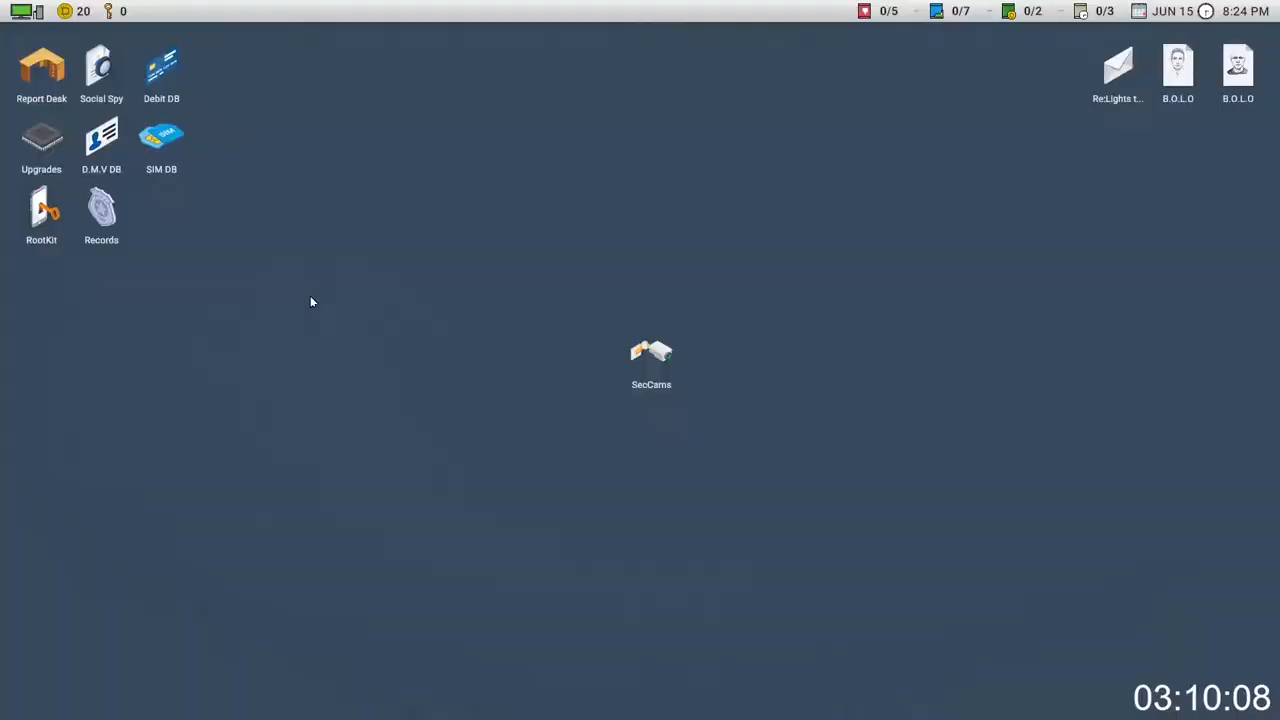 20
0
0/5
0/7
0/2
0/3
JUN 15
8:24 PM
Report Desk
Social Spy
Debit DB
Re:Lights t...
B.O.L.O
B.O.L.O
Upgrades
D.M.V DB
SIM DB
RootKit
Records
SecCams
03:10:08